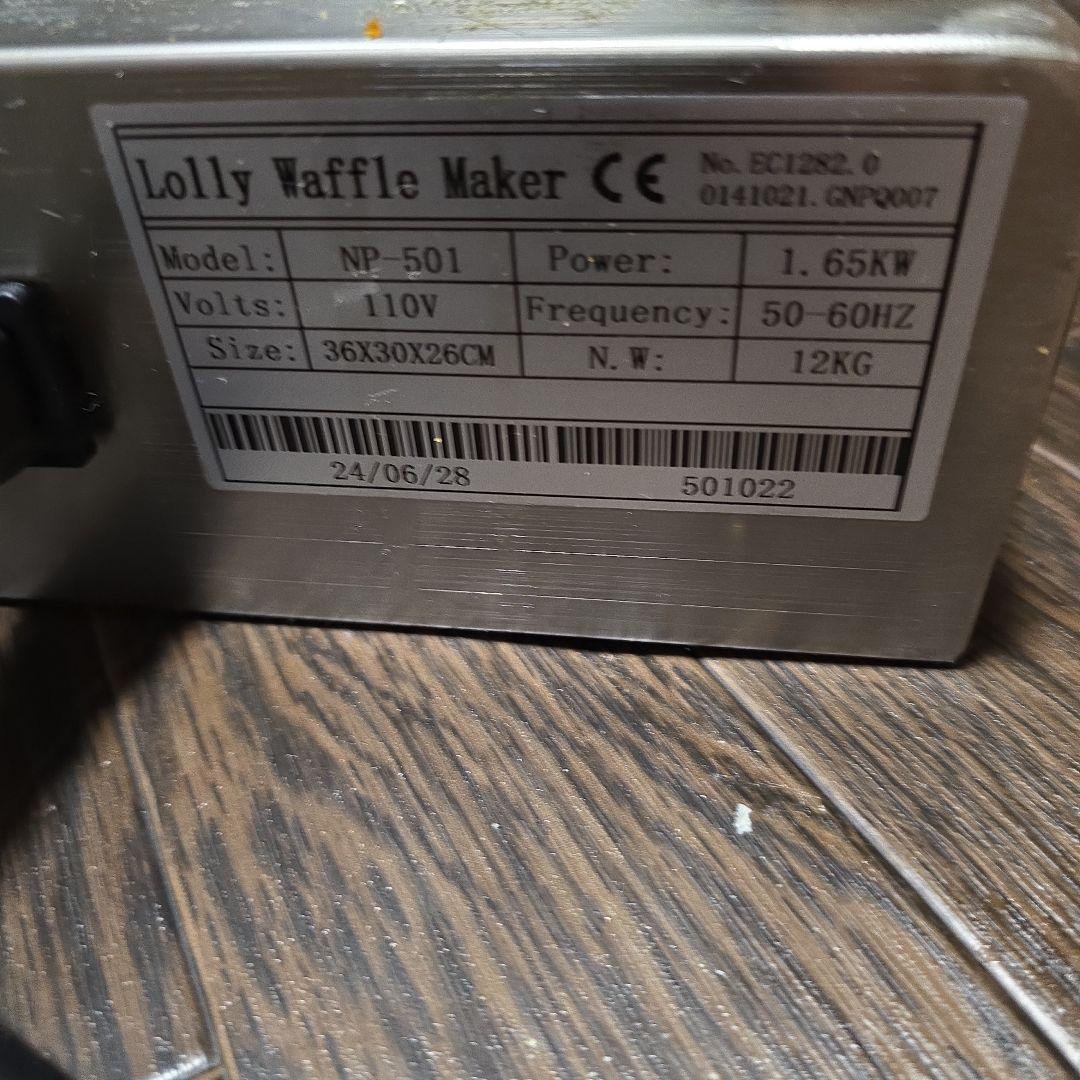 Lolly Waffle Maker CE No. EC1282.0
0141021.GNPQ007
Model: NP-501 Power: 1.65KW
Volts: 110V Frequency: 50-60HZ
Size: 36X30X26CM N.W: 12KG
24/06/28 501022